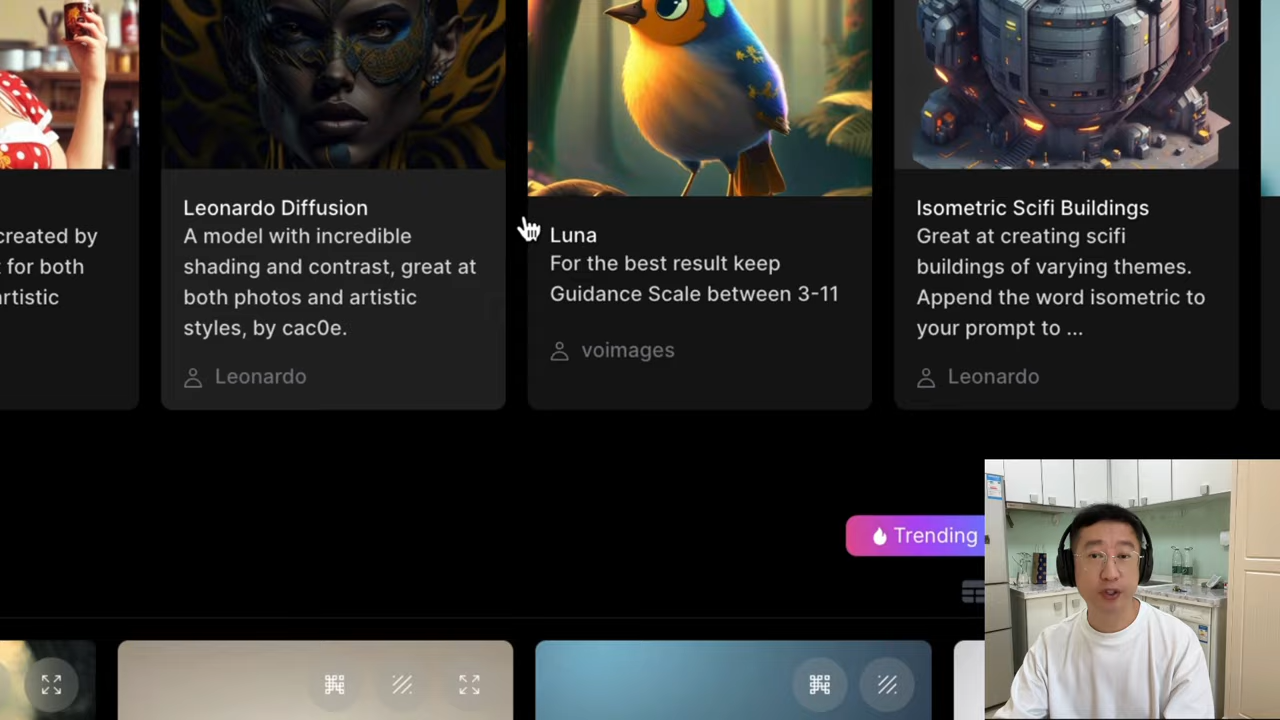 created by
for both
artistic
Leonardo Diffusion
A model with incredible
shading and contrast, great at
both photos and artistic
styles, by cac0e.
Leonardo
Luna
For the best result keep
Guidance Scale between 3-11
voimages
Isometric Scifi Buildings
Great at creating scifi
buildings of varying themes.
Append the word isometric to
your prompt to ...
Leonardo
Trending